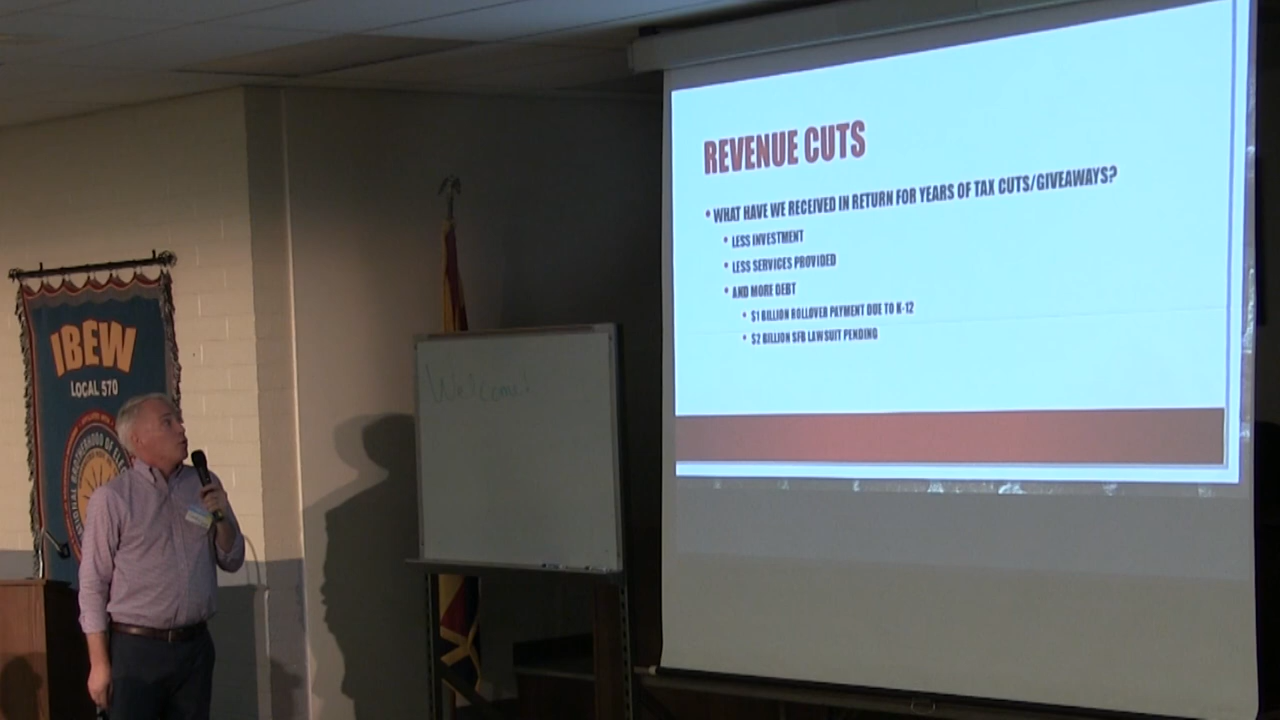 REVENUE CUTS
• WHAT HAVE WE RECEIVED IN RETURN FOR YEARS OF TAX CUTS/GIVEAWAYS?
• LESS INVESTMENT
• LESS SERVICES PROVIDED
• AND MORE DEBT
• $1 BILLION ROLLOVER PAYMENT DUE TO K-12
• $2 BILLION SFB LAWSUIT PENDING
Welcome!
IBEW
LOCAL 570